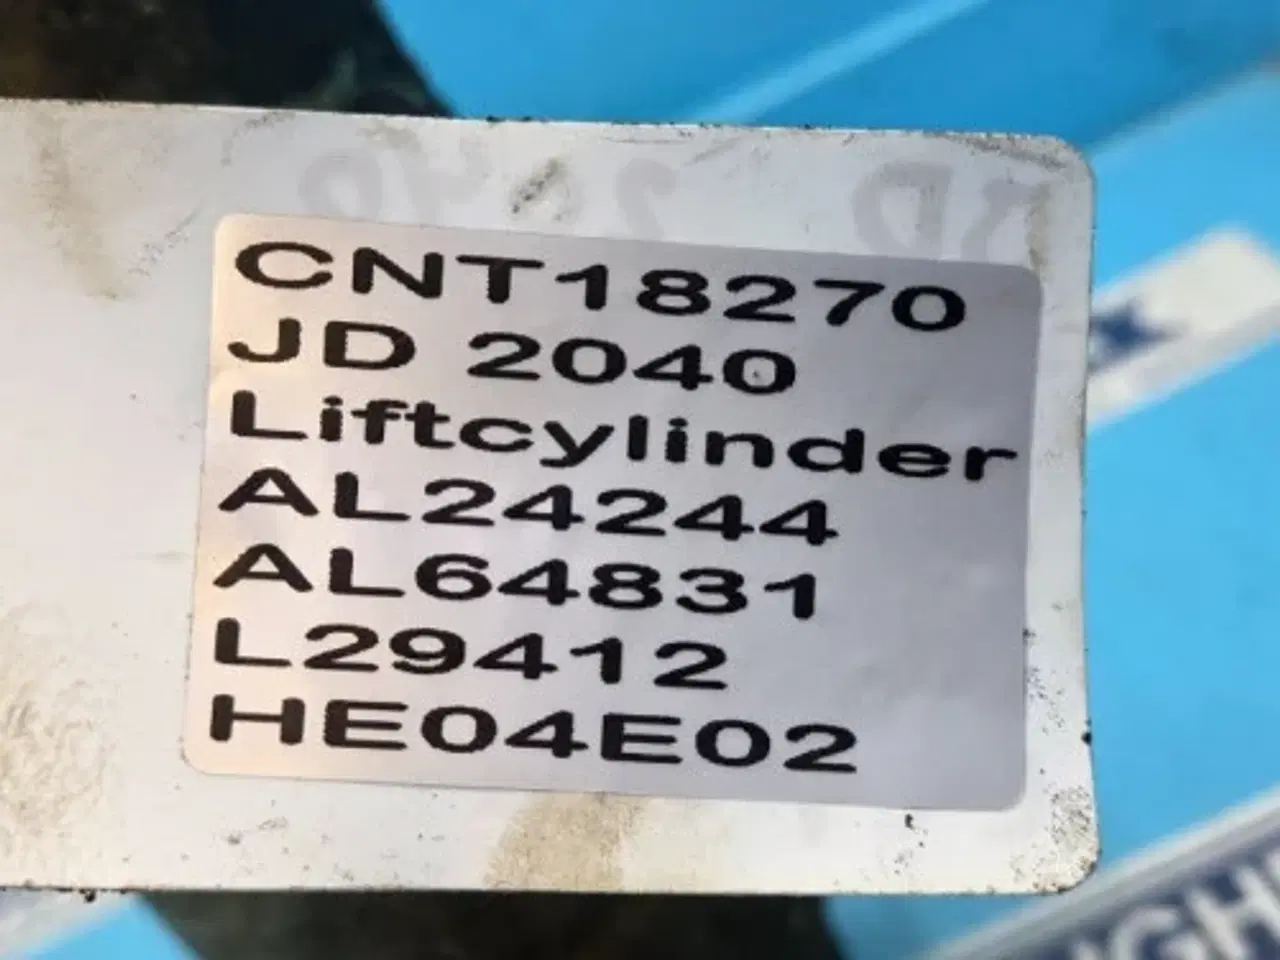 CNT18270
JD 2040
Liftcylinder
AL24244
AL64831
L29412
HE04E02